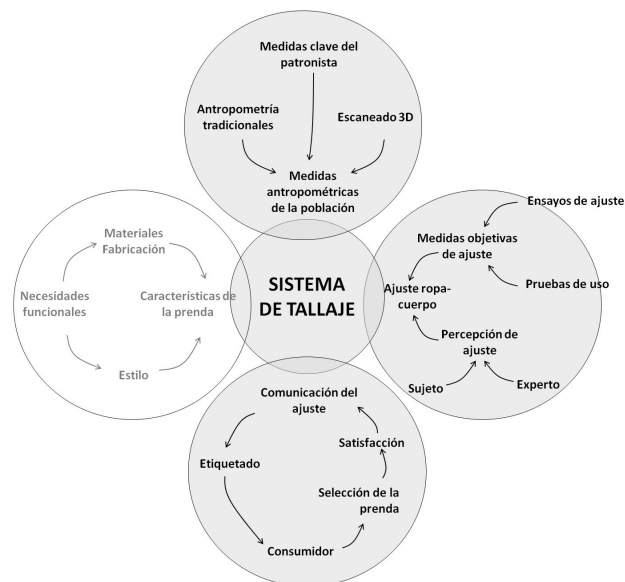 Medidas clave del
patronista
Antropometría
tradicionales
Escaneado 3D
Medidas
antropométricas
de la población
Materiales
Fabricación
Necesidades
funcionales
Características de
la prenda
Estilo
SISTEMA
DE TALLAJE
Ensayos de ajuste
Medidas objetivas
de ajuste
Pruebas de uso
Ajuste ropa-
cuerpo
Percepción de
ajuste
Sujeto
Experto
Comunicación del
ajuste
Satisfacción
Etiquetado
Selección de la
prenda
Consumidor